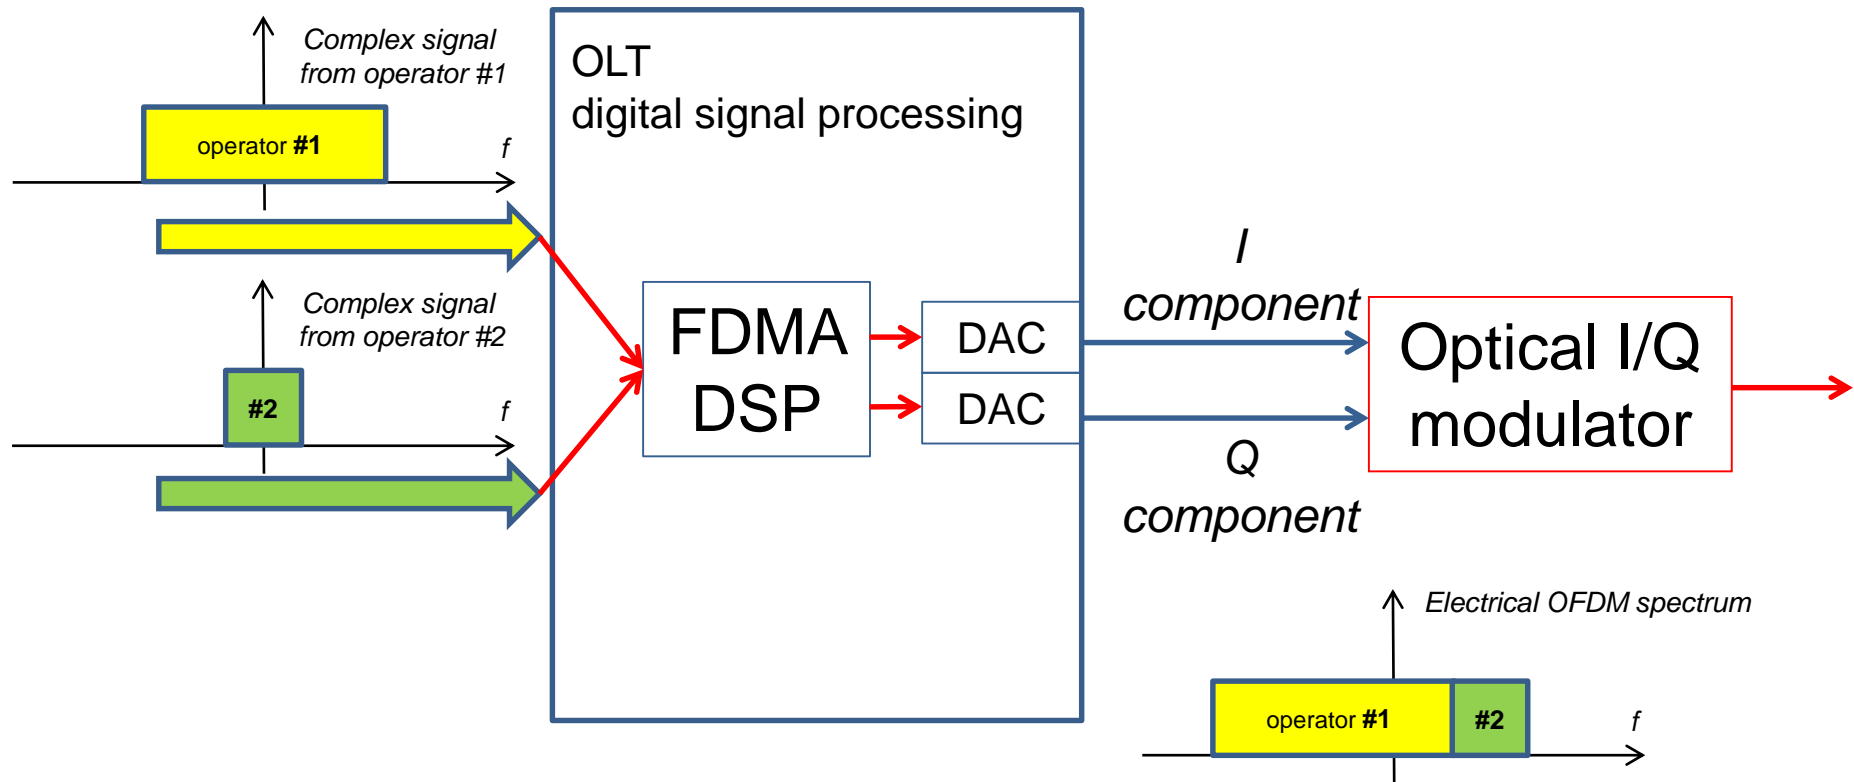 Complex signal
from operator #1
operator #1
f
Complex signal
from operator #2
#2
f
OLT
digital signal processing
FDMA
DSP
DAC
DAC
I
component
Q
component
Optical I/Q
modulator
Electrical OFDM spectrum
operator #1
#2
f